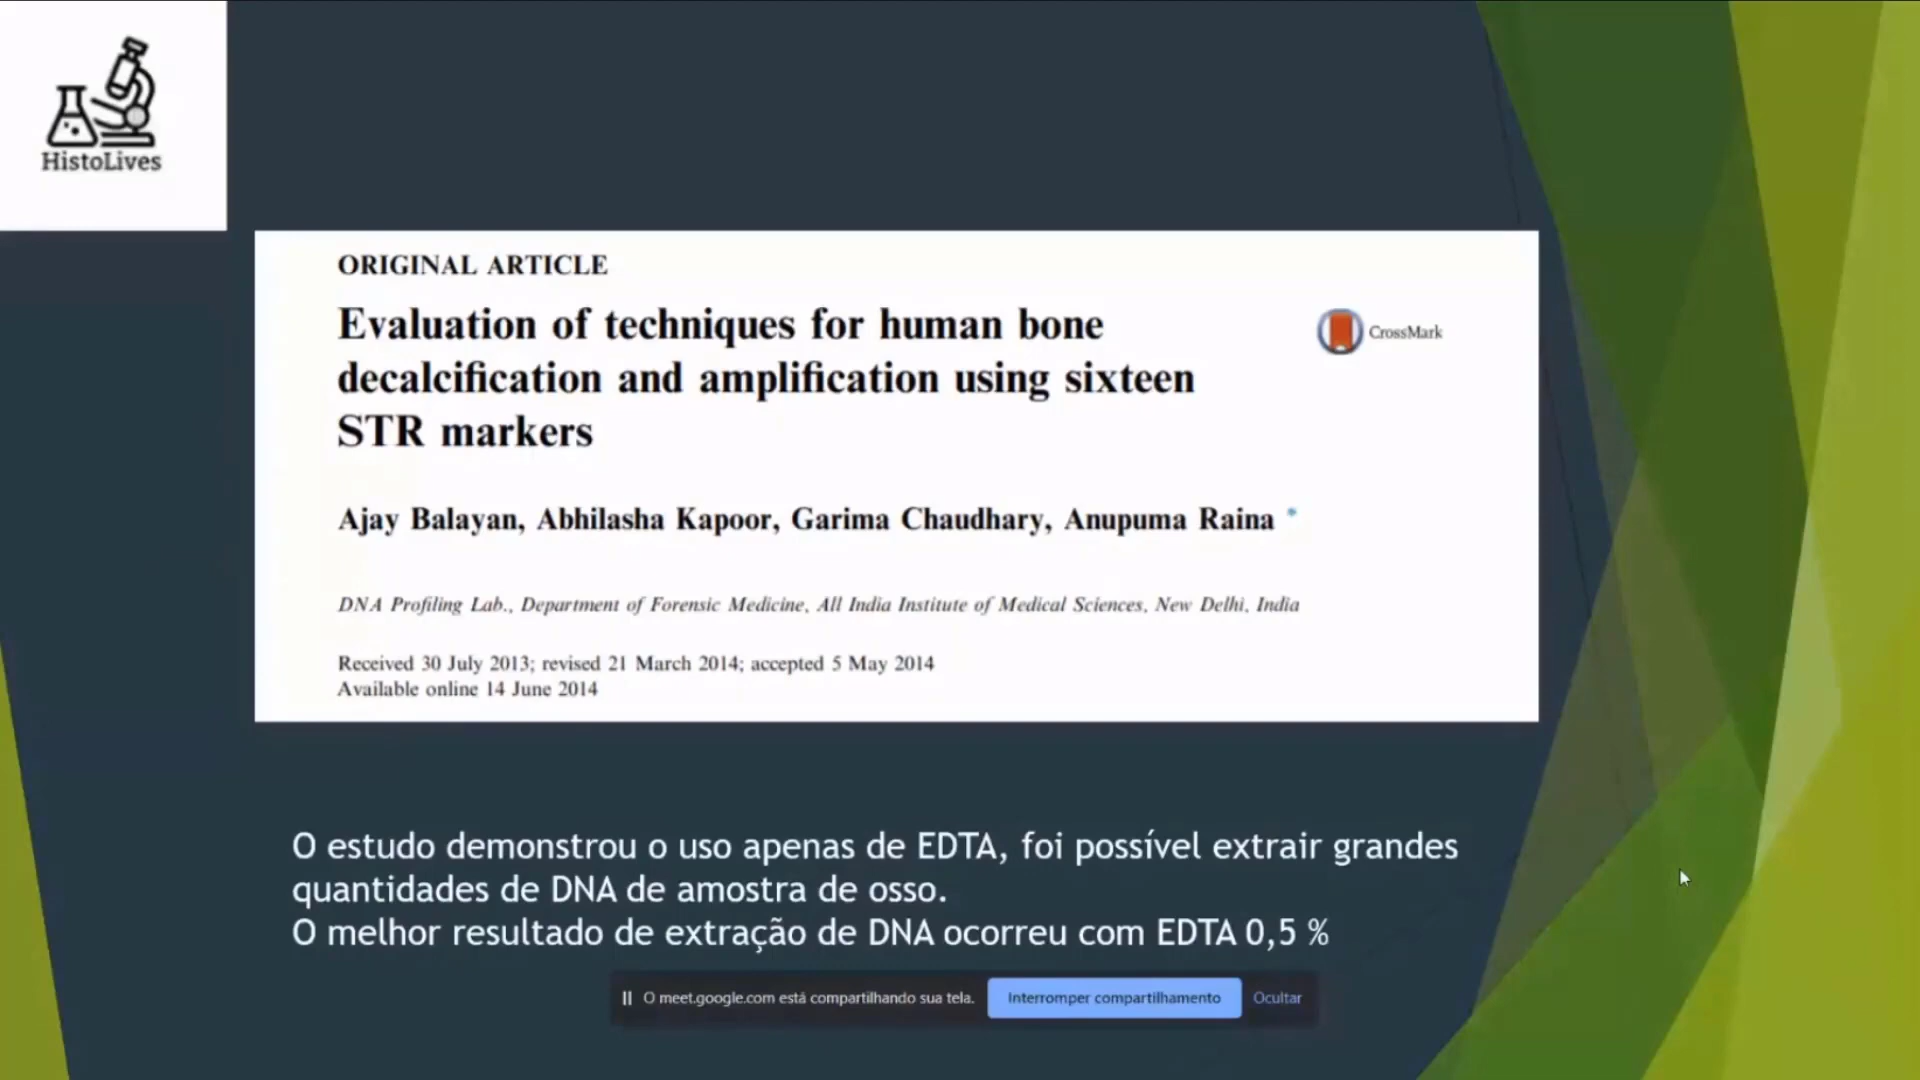 HistoLives
ORIGINAL ARTICLE
Evaluation of techniques for human bone
decalcification and amplification using sixteen
STR markers
CrossMark
Ajay Balayan, Abhilasha Kapoor, Garima Chaudhary, Anupuma Raina *
DNA Profiling Lab., Department of Forensic Medicine, All India Institute of Medical Sciences, New Delhi, India
Received 30 July 2013; revised 21 March 2014; accepted 5 May 2014
Available online 14 June 2014
O estudo demonstrou o uso apenas de EDTA, foi possível extrair grandes
quantidades de DNA de amostra de osso.
O melhor resultado de extração de DNA ocorreu com EDTA 0,5 %
O meet.google.com está compartilhando sua tela. Interromper compartilhamento Ocultar